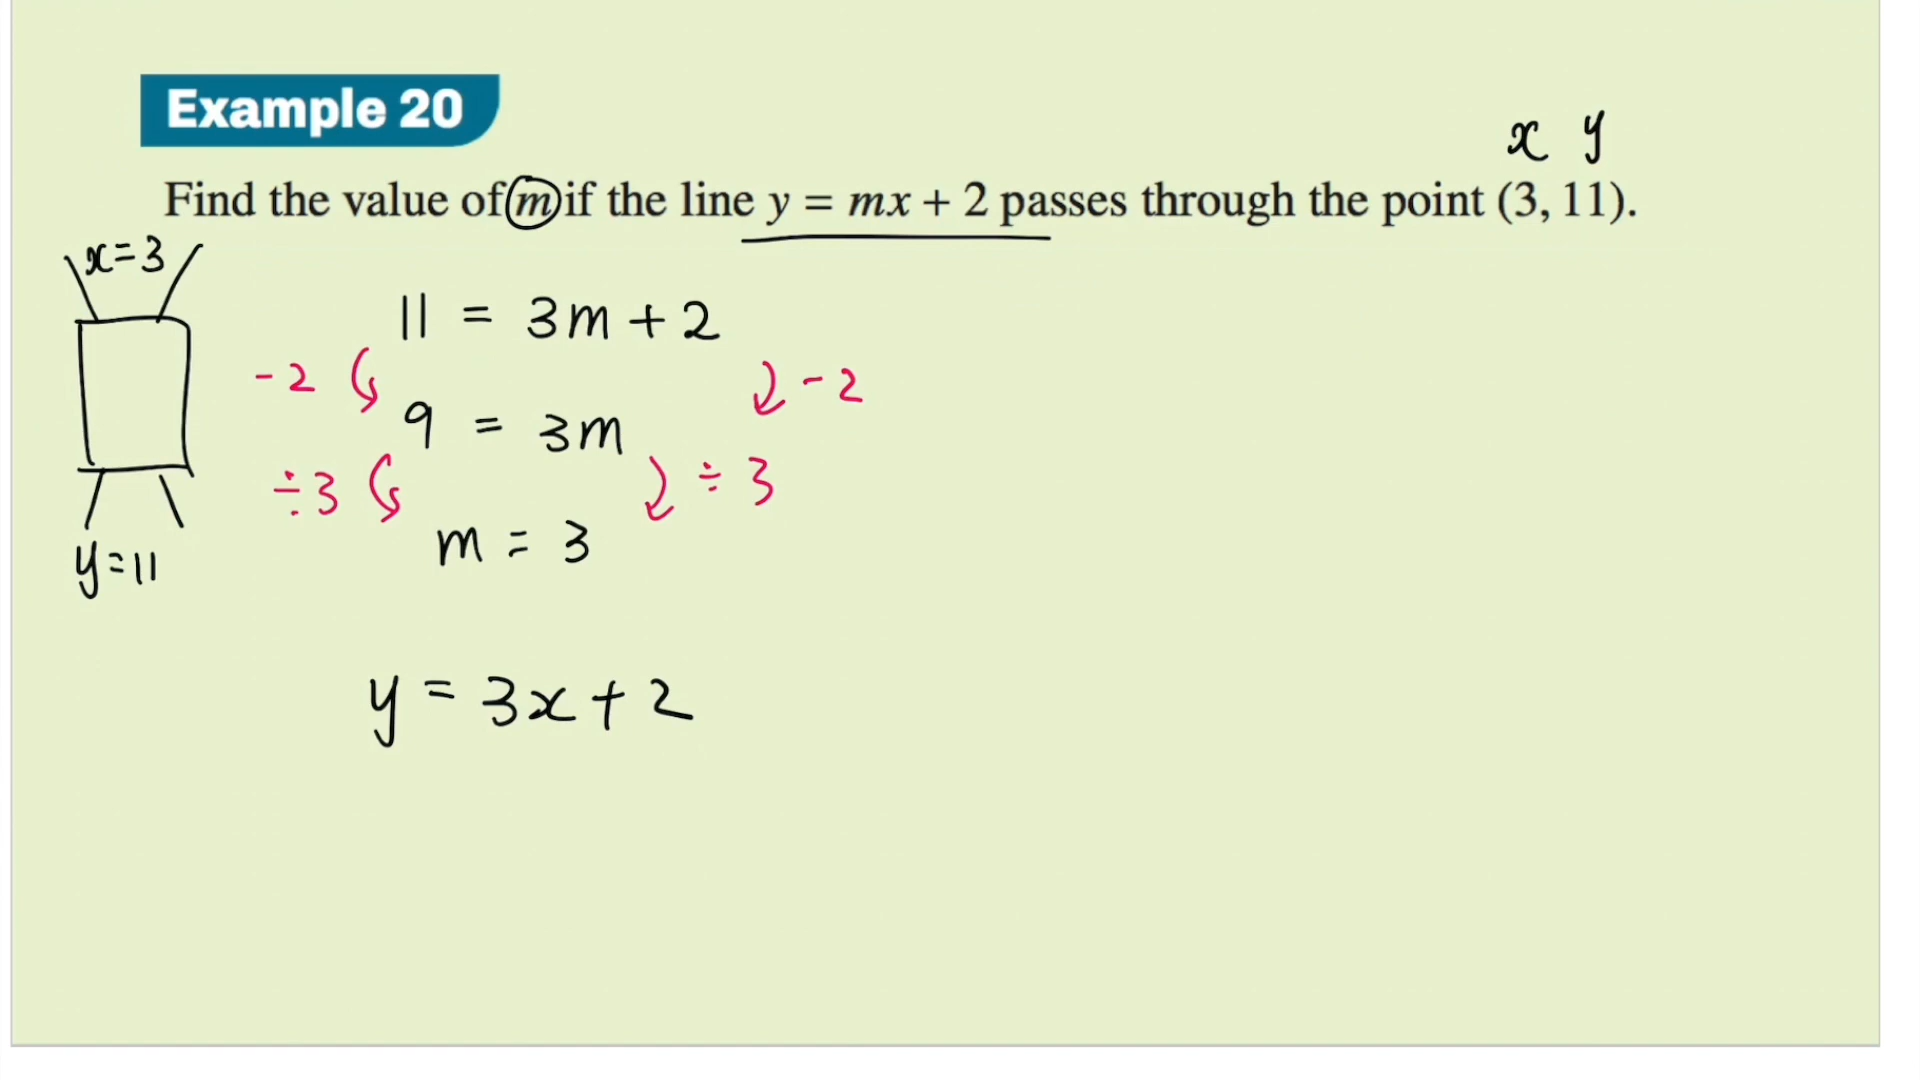 Example 20
x y
Find the value of m if the line y = mx + 2 passes through the point (3, 11).
x=3
11 = 3m + 2
-2 -2
9 = 3m
÷3 ÷3
m = 3
y=11
y = 3x + 2